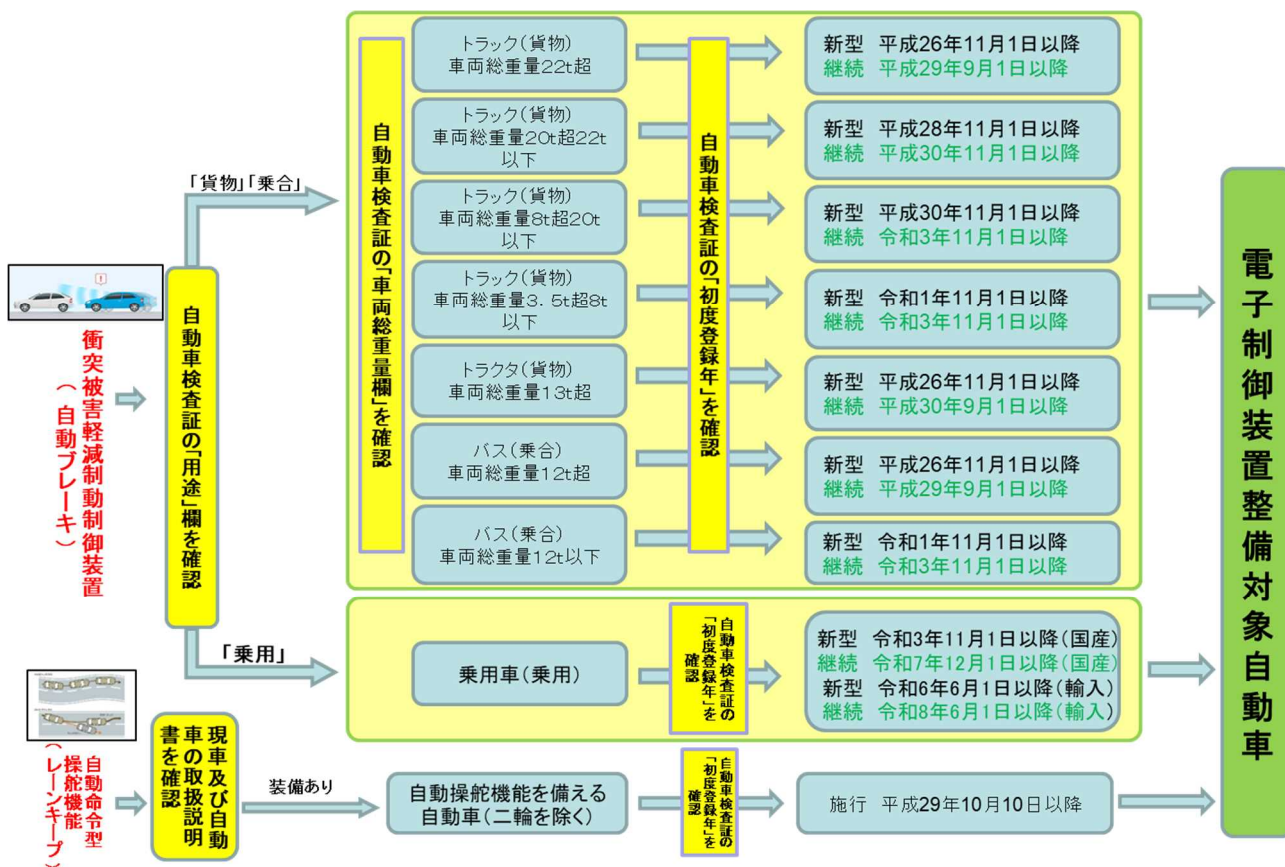 衝突被害軽減制動制御装置
(自動ブレーキ)
自動車検査証の「用途」欄を確認
「貨物」「乗合」
自動車検査証の「車両総重量欄」を確認
トラック(貨物)
車両総重量22t超
トラック(貨物)
車両総重量20t超22t
以下
トラック(貨物)
車両総重量8t超20t
以下
トラック(貨物)
車両総重量3.5t超8t
以下
トラクタ(貨物)
車両総重量13t超
バス(乗合)
車両総重量12t超
バス(乗合)
車両総重量12t以下
自動車検査証の「初度登録年」を確認
新型 平成26年11月1日以降
継続 平成29年9月1日以降
新型 平成28年11月1日以降
継続 平成30年11月1日以降
新型 平成30年11月1日以降
継続 令和3年11月1日以降
新型 令和1年11月1日以降
継続 令和3年11月1日以降
新型 平成26年11月1日以降
継続 平成30年9月1日以降
新型 平成26年11月1日以降
継続 平成29年9月1日以降
新型 令和1年11月1日以降
継続 令和3年11月1日以降
「乗用」
乗用車(乗用)
自動車検査証の
「初度登録年」を
確認
新型 令和3年11月1日以降(国産)
継続 令和7年12月1日以降(国産)
新型 令和6年6月1日以降(輸入)
継続 令和8年6月1日以降(輸入)
自動命令型
操舵機能
(レーンキープ)
現車及び自動
車の取扱説明
書を確認
装備あり
自動操舵機能を備える
自動車(二輪を除く)
自動車検査証の
「初度登録年」を
確認
施行 平成29年10月10日以降
電子制御装置整備対象自動車